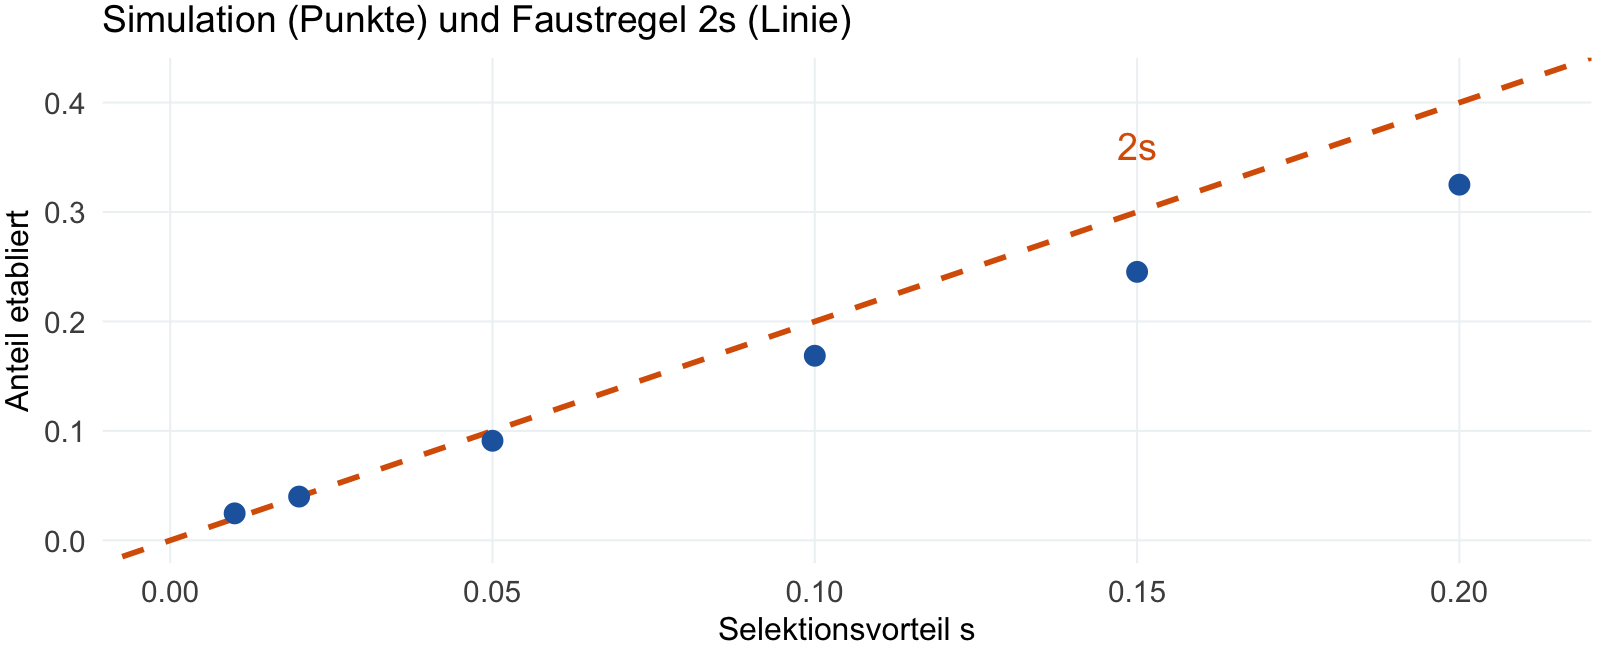 Simulation (Punkte) und Faustregel 2s (Linie)
Anteil etabliert
0.4
0.3
0.2
0.1
0.0
2s
0.00 0.05 0.10 0.15 0.20
Selektionsvorteil s